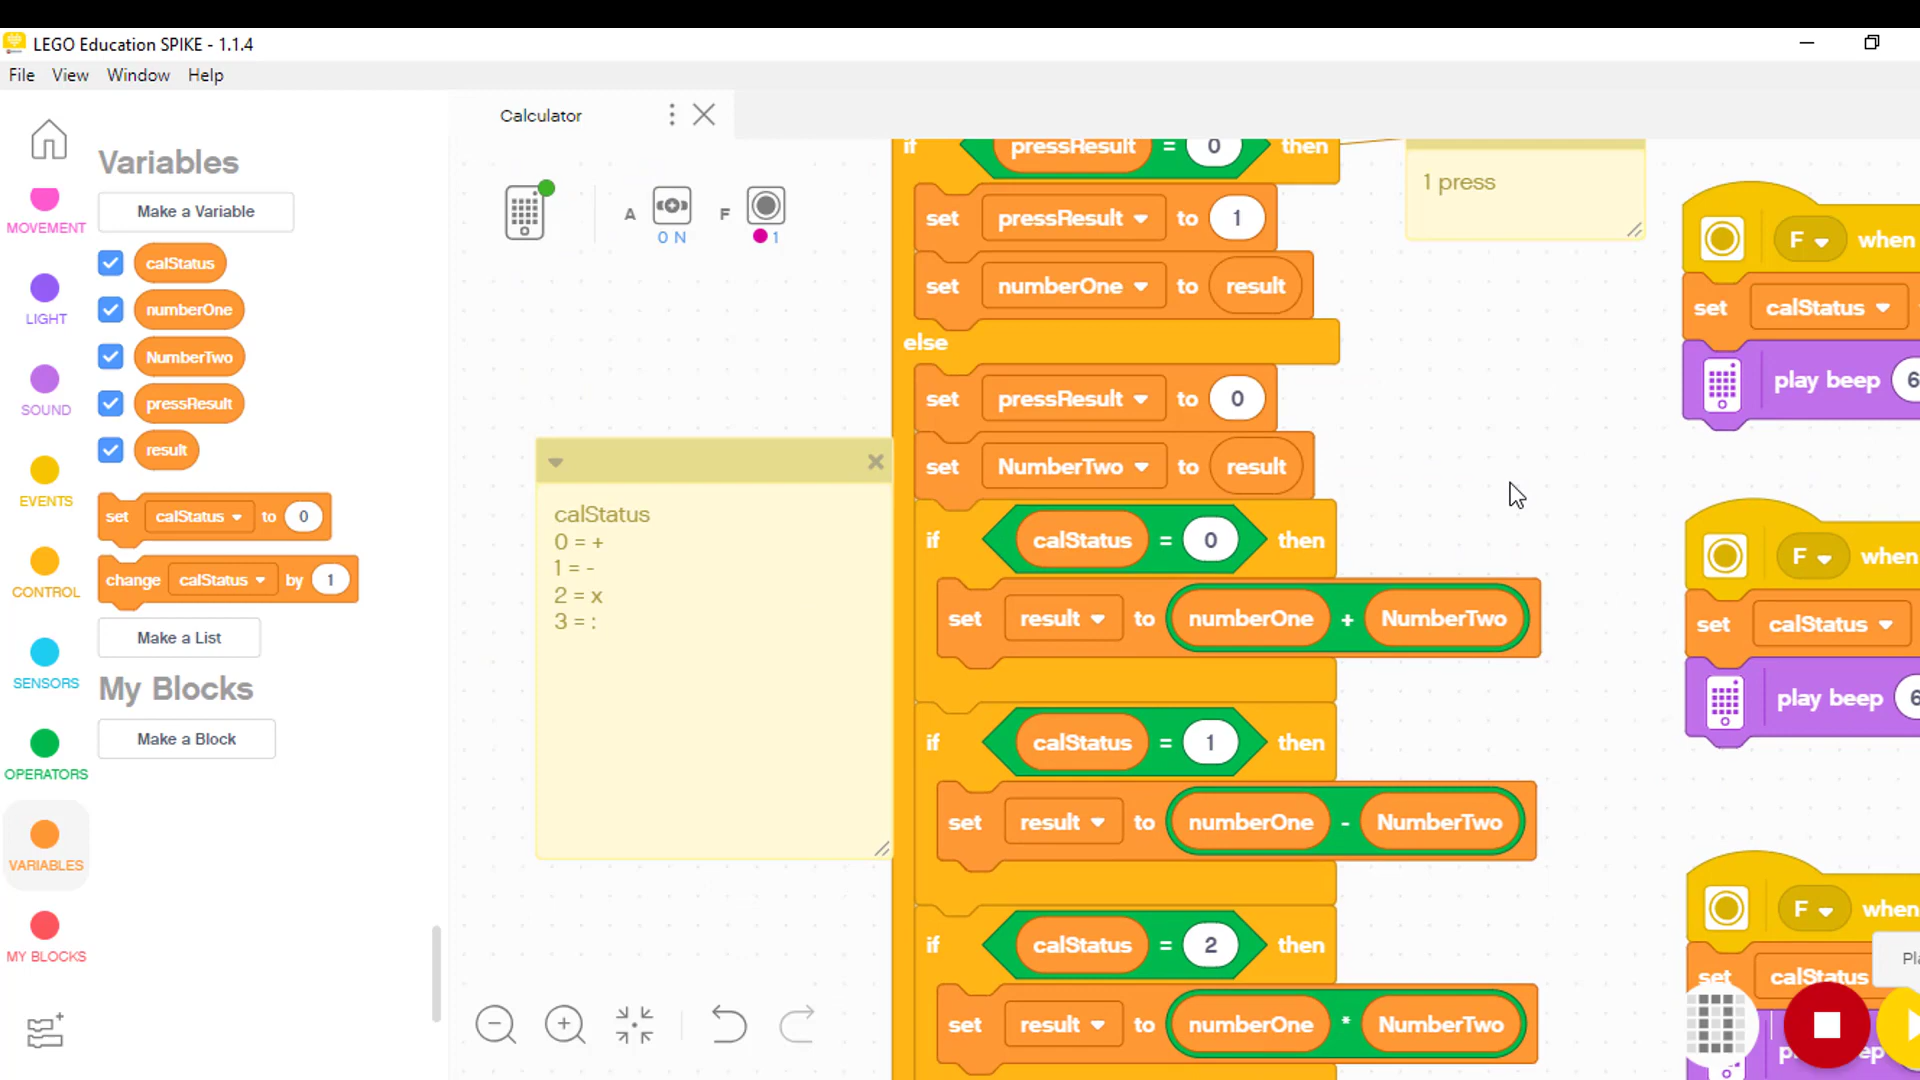 LEGO Education SPIKE - 1.1.4
File View Window Help
Calculator
Variables
Make a Variable
calStatus
numberOne
NumberTwo
pressResult
result
set calStatus to 0
change calStatus by 1
Make a List
My Blocks
Make a Block
MOVEMENT
LIGHT
SOUND
EVENTS
CONTROL
SENSORS
OPERATORS
VARIABLES
MY BLOCKS
A 0 N
F 1
if pressResult = 0 then
set pressResult to 1
set numberOne to result
else
set pressResult to 0
set NumberTwo to result
if calStatus = 0 then
set result to numberOne + NumberTwo
if calStatus = 1 then
set result to numberOne - NumberTwo
if calStatus = 2 then
set result to numberOne * NumberTwo
calStatus
0 = +
1 = -
2 = x
3 = :
1 press
F when
set calStatus
play beep 6
F when
set calStatus
play beep 6
F when
set calStatus